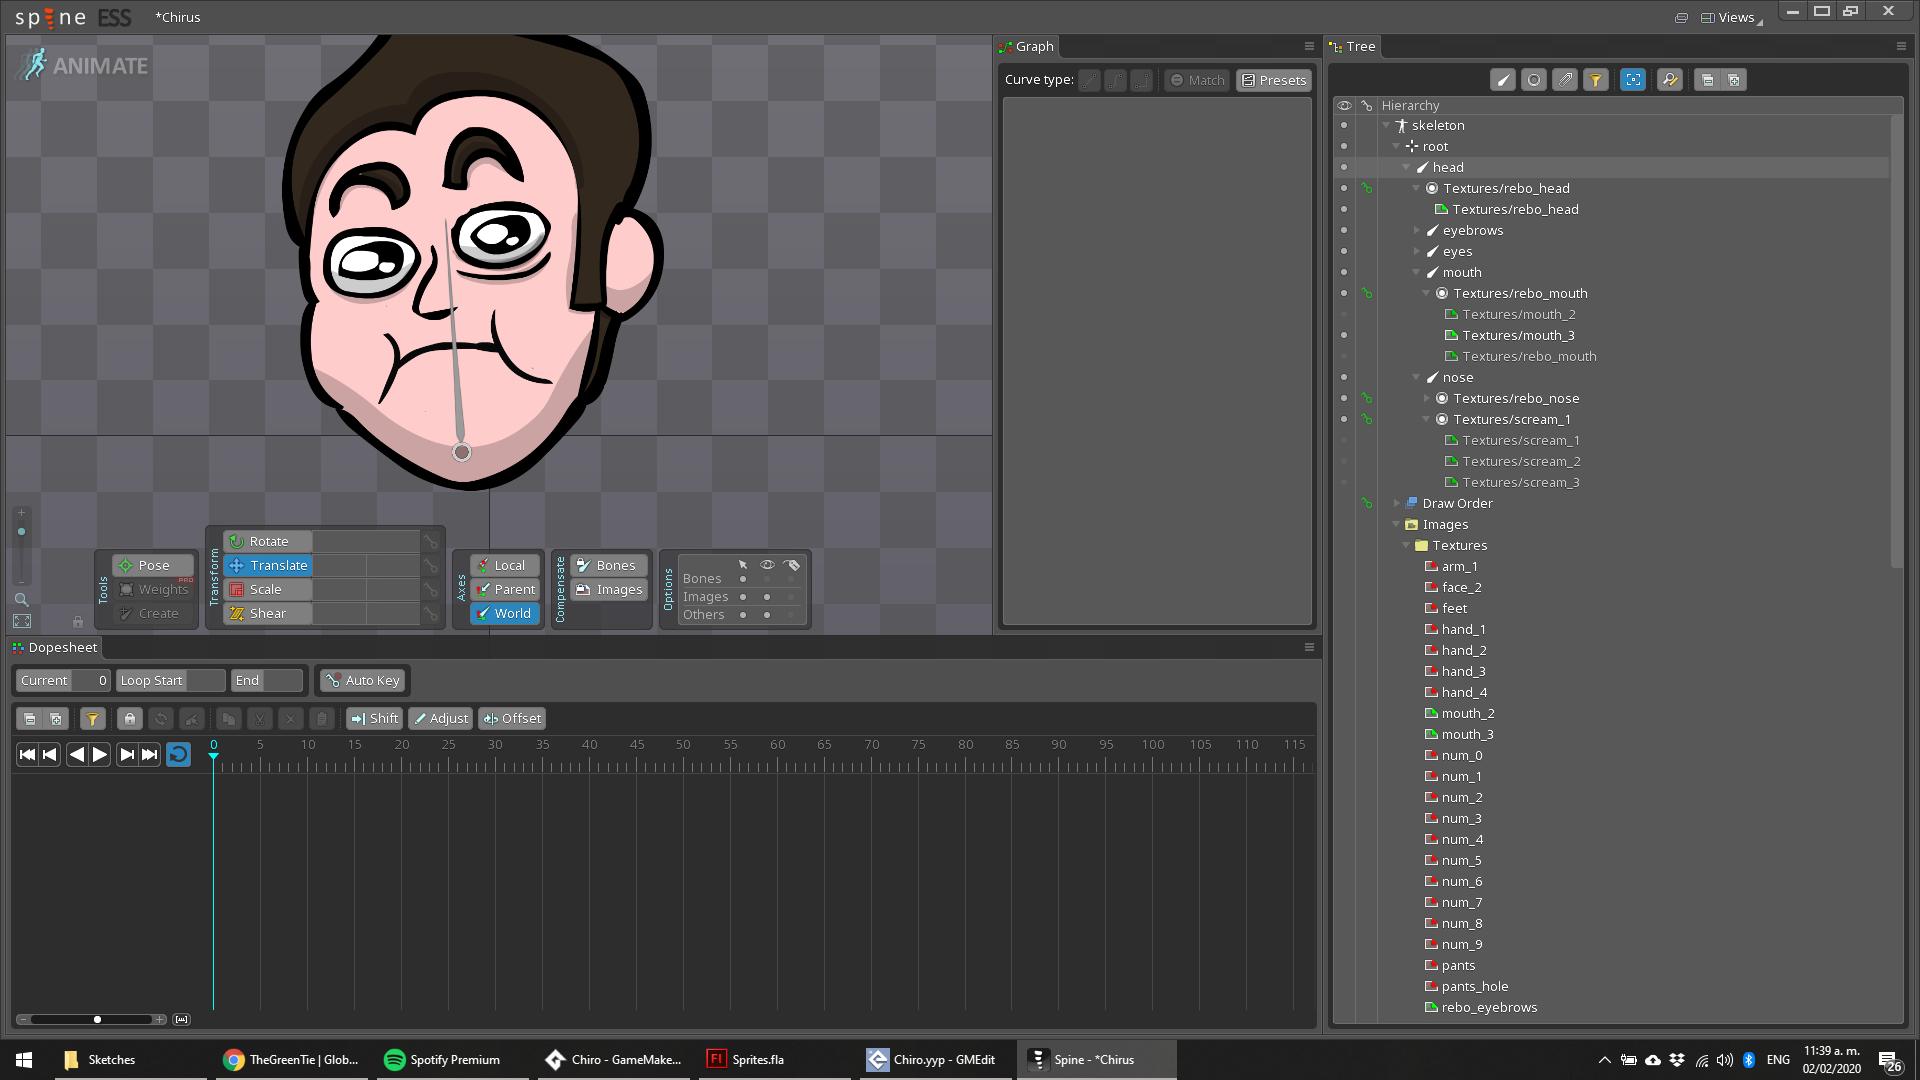 spine ESS
*Chirus
Views
ANIMATE
Graph
Curve type:
Match
Presets
Tree
Hierarchy
skeleton
root
head
Textures/rebo_head
Textures/rebo_head
eyebrows
eyes
mouth
Textures/rebo_mouth
Textures/mouth_2
Textures/mouth_3
Textures/rebo_mouth
nose
Textures/rebo_nose
Textures/scream_1
Textures/scream_1
Textures/scream_2
Textures/scream_3
Draw Order
Images
Textures
arm_1
face_2
feet
hand_1
hand_2
hand_3
hand_4
mouth_2
mouth_3
num_0
num_1
num_2
num_3
num_4
num_5
num_6
num_7
num_8
num_9
pants
pants_hole
rebo_eyebrows
Tools
Pose
Weights PRO
Create
Transform
Rotate
Translate
Scale
Shear
Axes
Local
Parent
World
Compensate
Bones
Images
Options
Bones
Images
Others
Dopesheet
Current 0 Loop Start End Auto Key
Shift Adjust Offset
0 5 10 15 20 25 30 35 40 45 50 55 60 65 70 75 80 85 90 95 100 105 110 115
Sketches
TheGreenTie | Glob...
Spotify Premium
Chiro - GameMake...
Sprites.fla
Chiro.yyp - GMEdit
Spine - *Chirus
ENG
11:39 a. m.
02/02/2020
26